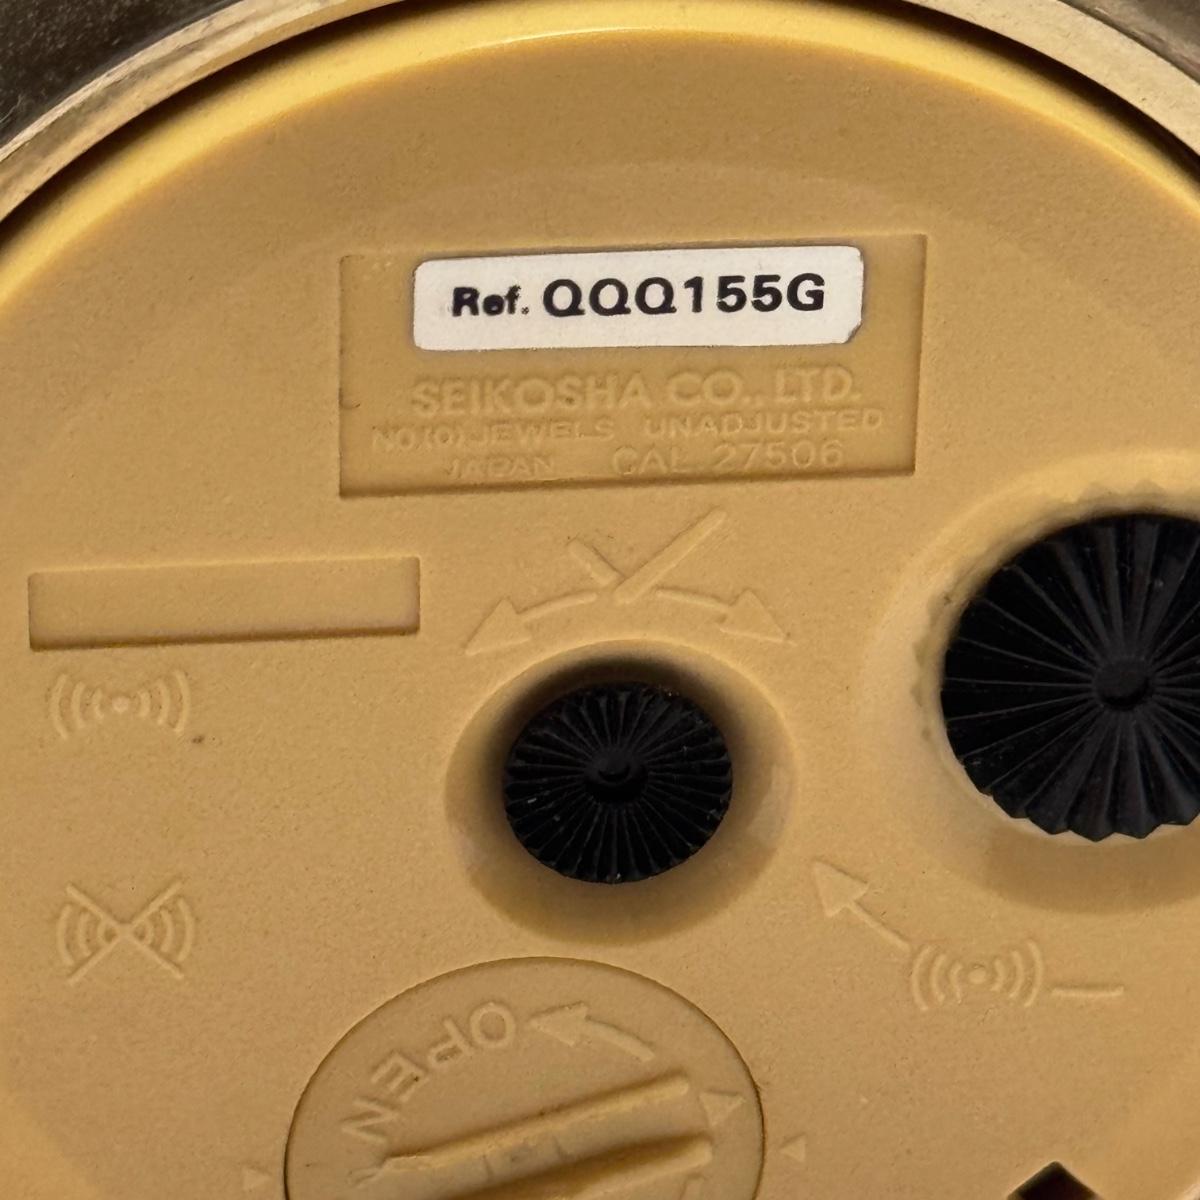 Ref. QQQ155G
SEIKOSHA CO., LTD.
NO.(0) JEWELS UNADJUSTED
JAPAN CAL. 27506
OPEN